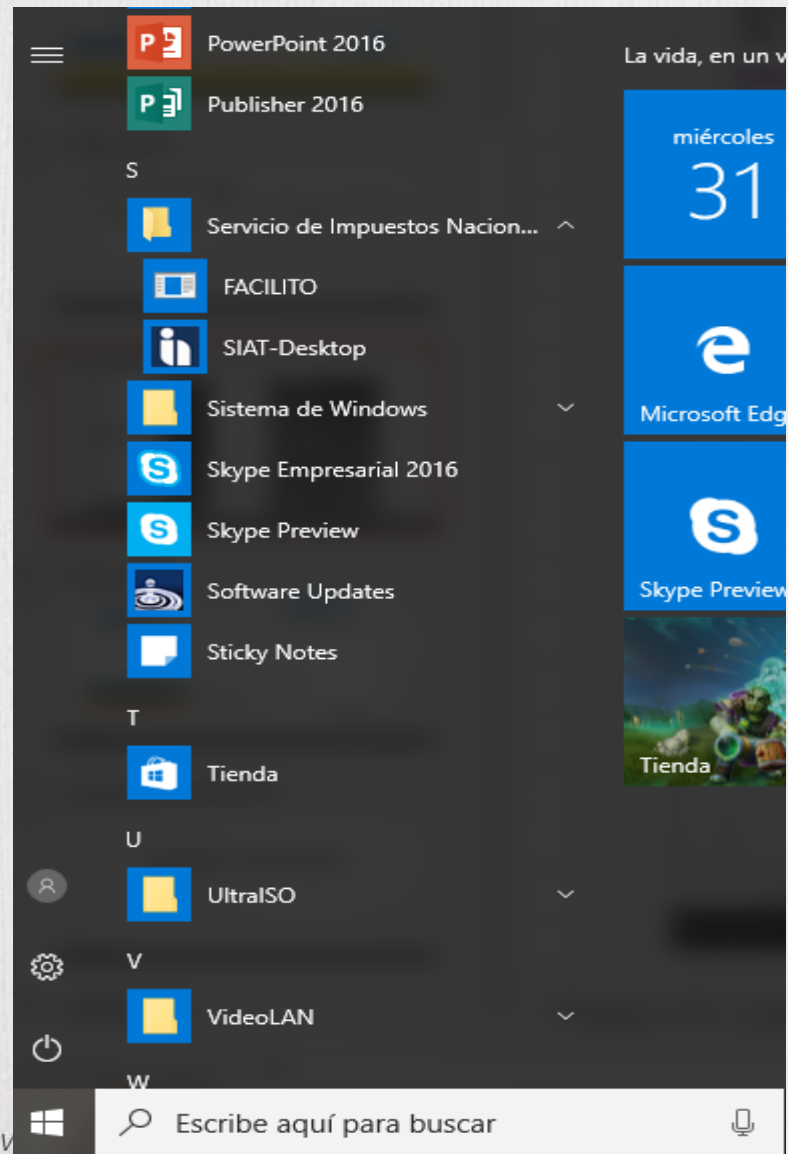 PowerPoint 2016
Publisher 2016
S
Servicio de Impuestos Nacion...
FACILITO
SIAT-Desktop
Sistema de Windows
Skype Empresarial 2016
Skype Preview
Software Updates
Sticky Notes
T
Tienda
U
UltraISO
V
VideoLAN
W
Escribe aquí para buscar
La vida, en un v
miércoles
31
Microsoft Edg
Skype Preview
Tienda